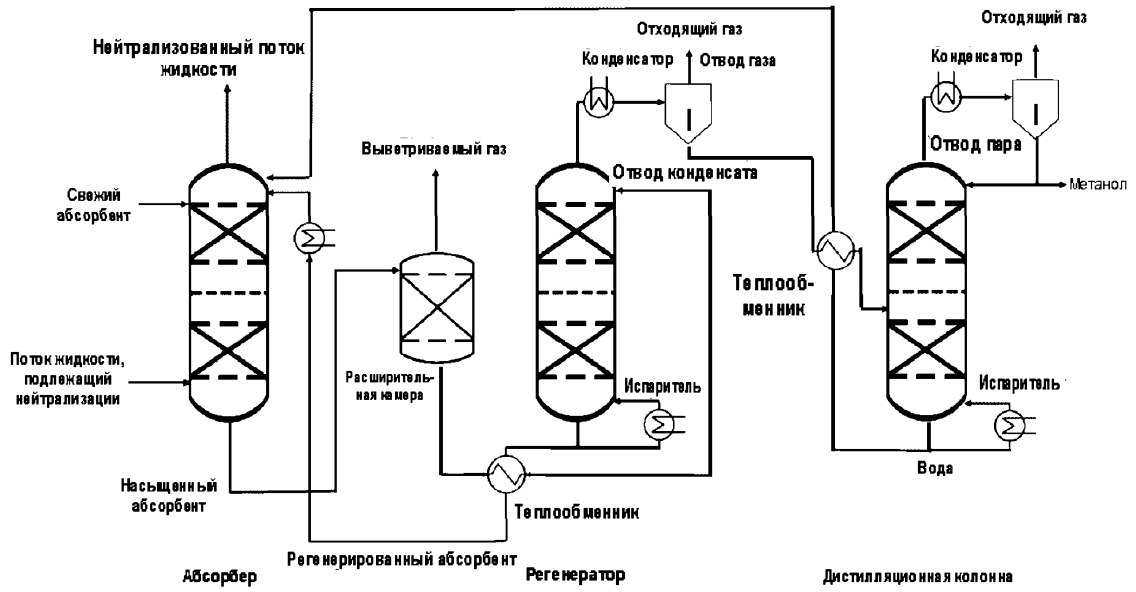 Отходящий газ
Отходящий газ
Нейтрализованный поток
жидкости
Конденсатор
Отвод газа
Конденсатор
Выветриваемый газ
Отвод пара
Отвод конденсата
Метанол
Свежий
абсорбент
Теплооб-
менник
Поток жидкости,
подлежащий
нейтрализации
Расширитель-
ная камера
Испаритель
Испаритель
Вода
Насыщенный
абсорбент
Теплообменник
Регенерированный абсорбент
Абсорбер
Регенератор
Дистилляционная колонна